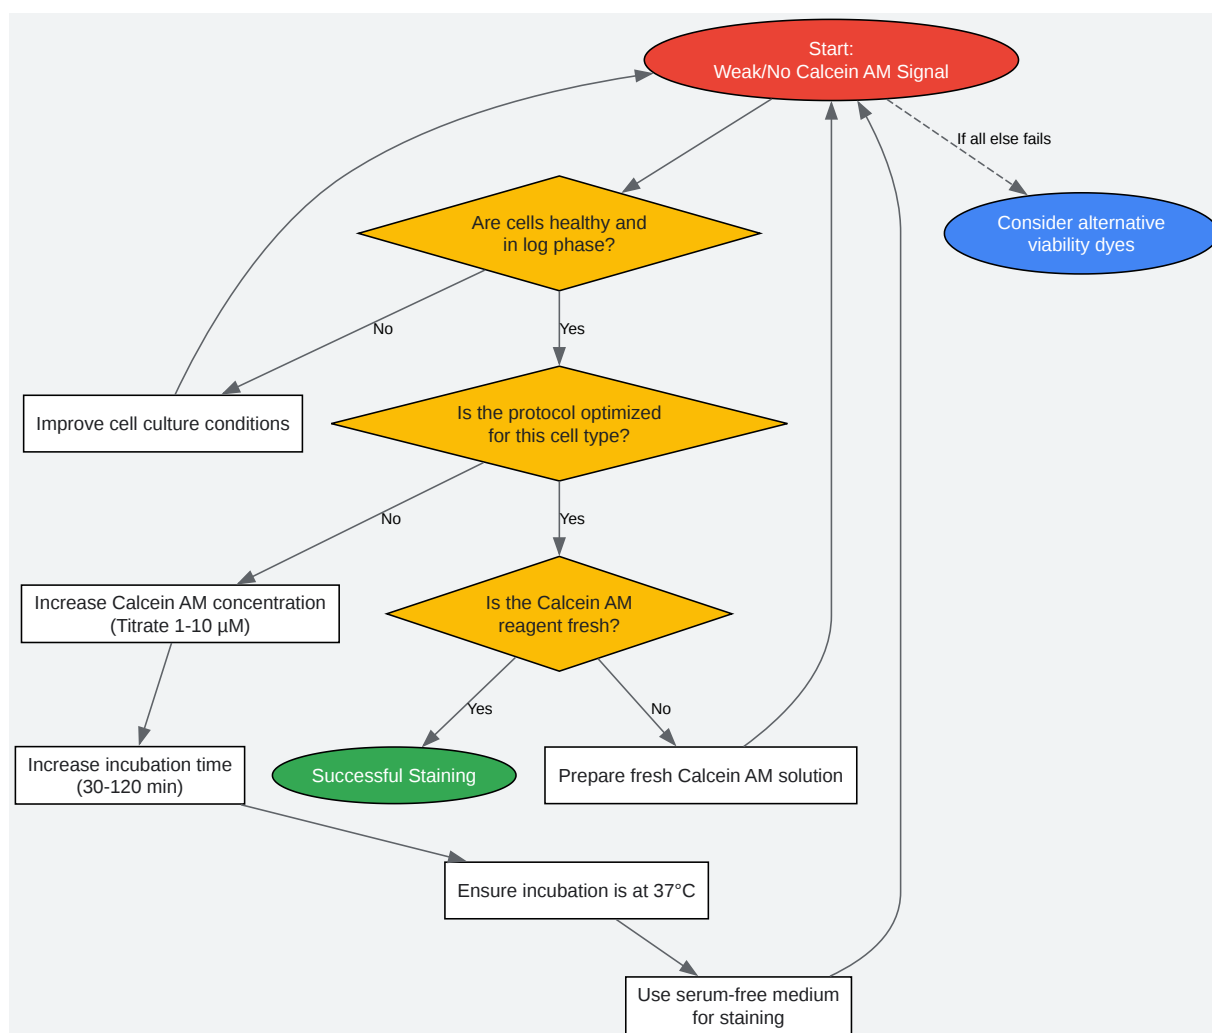 Start:
Weak/No Calcein AM Signal
If all else fails
Are cells healthy and
in log phase?
Consider alternative
viability dyes
No
Yes
Improve cell culture conditions
Is the protocol optimized
for this cell type?
No
Yes
Increase Calcein AM concentration
(Titrate 1-10 µM)
Is the Calcein AM
reagent fresh?
Yes
No
Increase incubation time
(30-120 min)
Successful Staining
Prepare fresh Calcein AM solution
Ensure incubation is at 37°C
Use serum-free medium
for staining